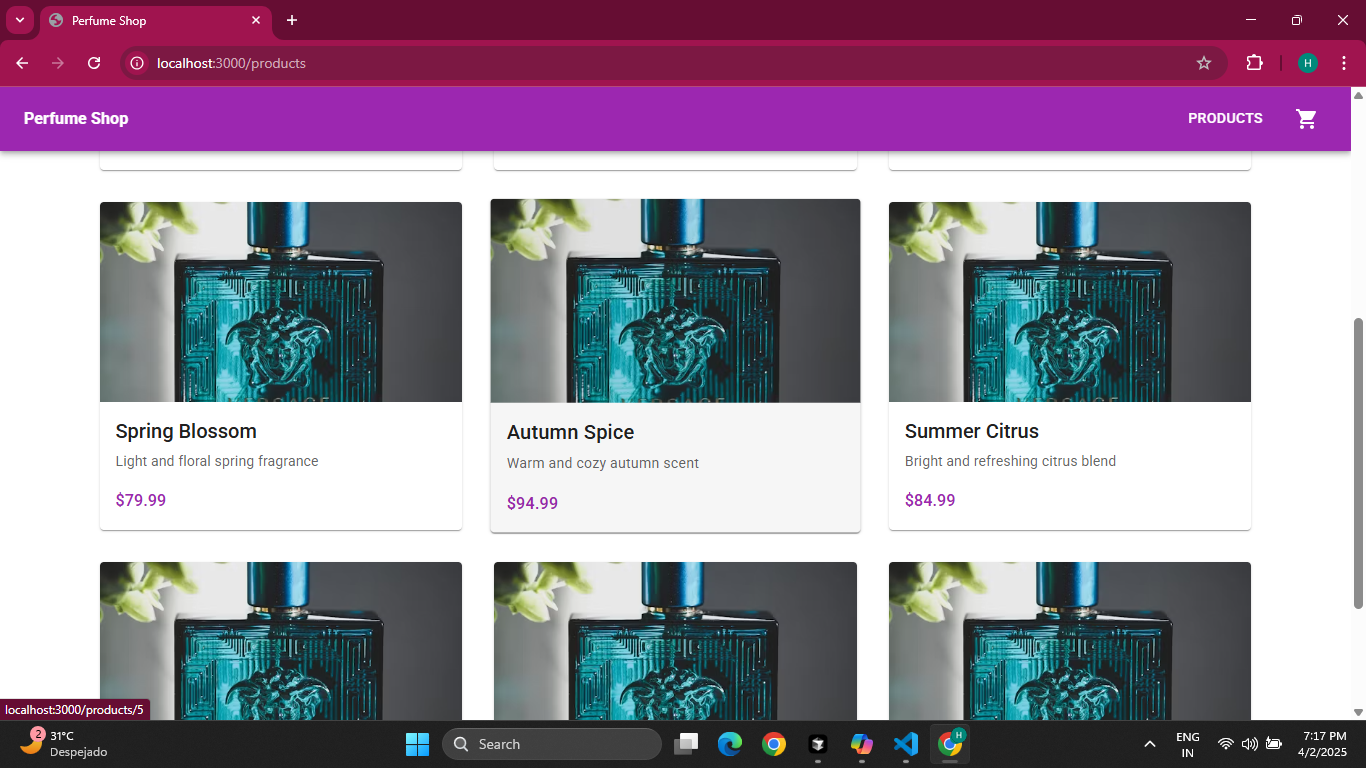 Perfume Shop
localhost:3000/products
H
Perfume Shop
PRODUCTS
Spring Blossom
Light and floral spring fragrance
$79.99
Autumn Spice
Warm and cozy autumn scent
$94.99
Summer Citrus
Bright and refreshing citrus blend
$84.99
localhost:3000/products/5
2
31°C
Despejado
Search
H
ENG
IN
7:17 PM
4/2/2025